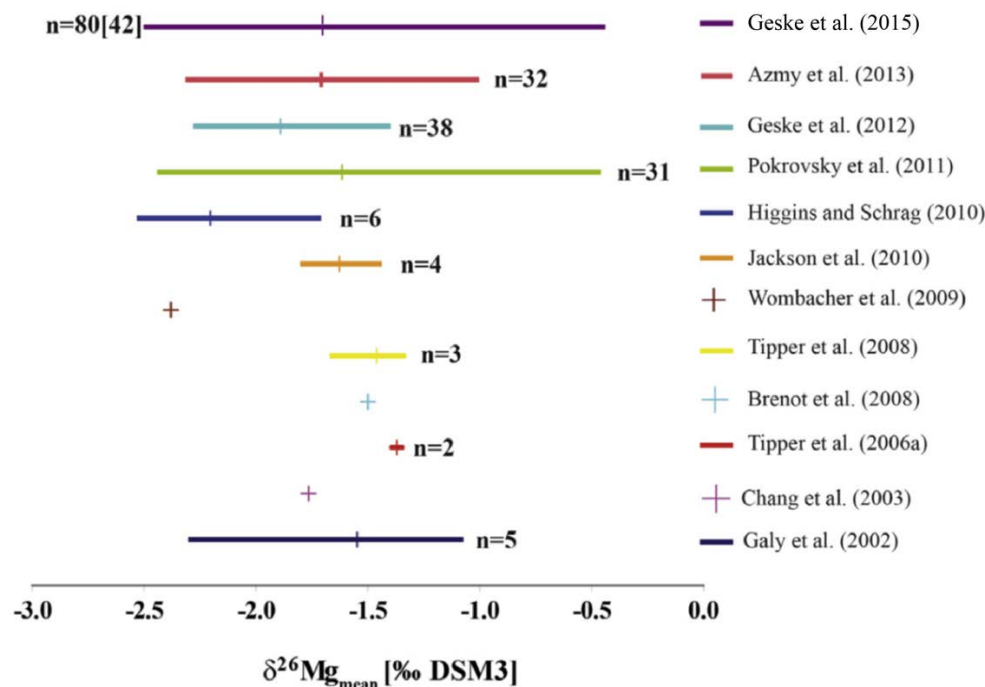 n=80[42] Geske et al. (2015)
n=32 Azmy et al. (2013)
n=38 Geske et al. (2012)
n=31 Pokrovsky et al. (2011)
n=6 Higgins and Schrag (2010)
n=4 Jackson et al. (2010)
Wombacher et al. (2009)
n=3 Tipper et al. (2008)
Brenot et al. (2008)
n=2 Tipper et al. (2006a)
Chang et al. (2003)
n=5 Galy et al. (2002)
-3.0 -2.5 -2.0 -1.5 -1.0 -0.5 0.0
δ²⁶Mg_mean [‰ DSM3]